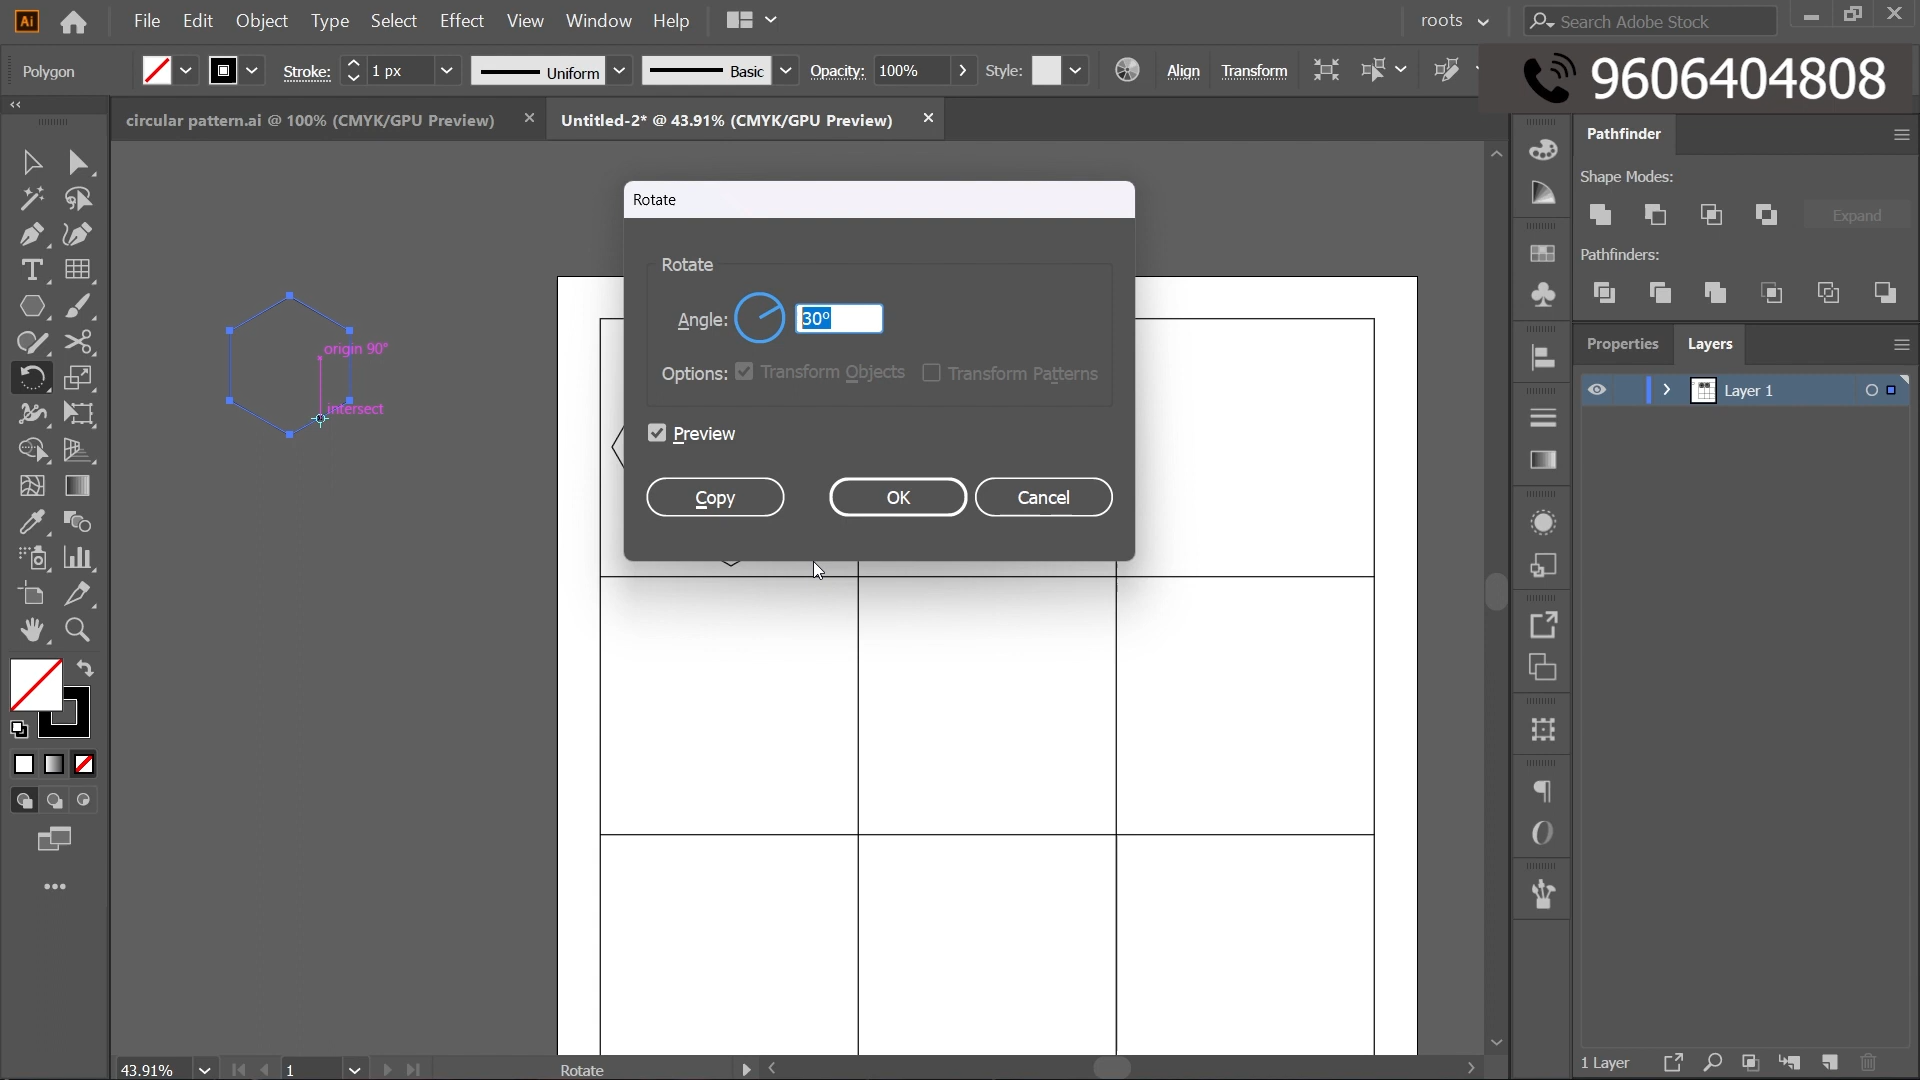 Ai File Edit Object Type Select Effect View Window Help roots Search Adobe Stock
Polygon Stroke: 1 px Uniform Basic Opacity: 100% Style: Align Transform 9606404808
circular pattern.ai @ 100% (CMYK/GPU Preview) Untitled-2* @ 43.91% (CMYK/GPU Preview)
Pathfinder
Shape Modes:
Expand
Pathfinders:
Properties Layers
Layer 1
origin 90°
intersect
Rotate
Rotate
Angle: 30°
Options: Transform Objects Transform Patterns
Preview
Copy OK Cancel
43.91% 1 Rotate
1 Layer